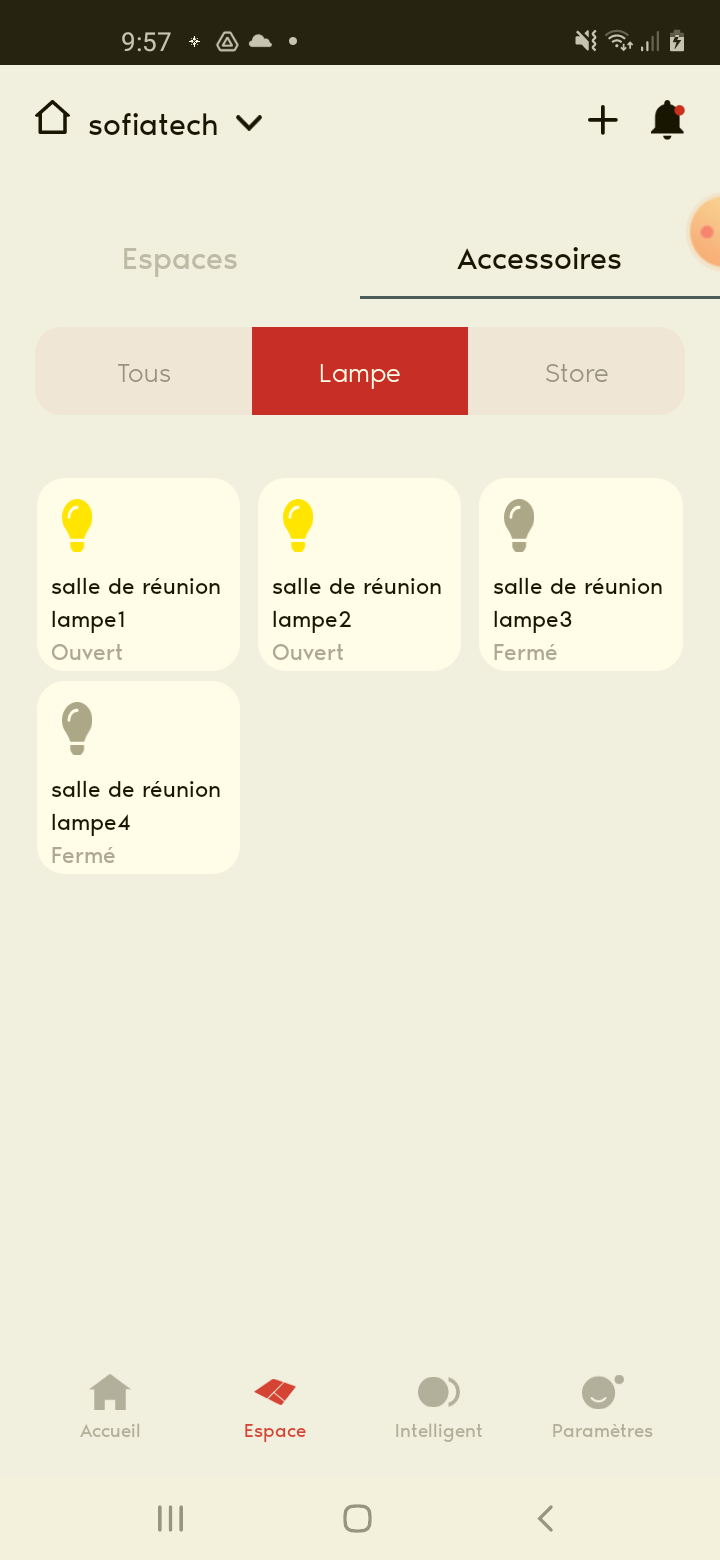 9:57
sofiatech
Espaces
Accessoires
Tous
Lampe
Store
salle de réunion
lampe1
Ouvert
salle de réunion
lampe2
Ouvert
salle de réunion
lampe3
Fermé
salle de réunion
lampe4
Fermé
Accueil
Espace
Intelligent
Paramètres